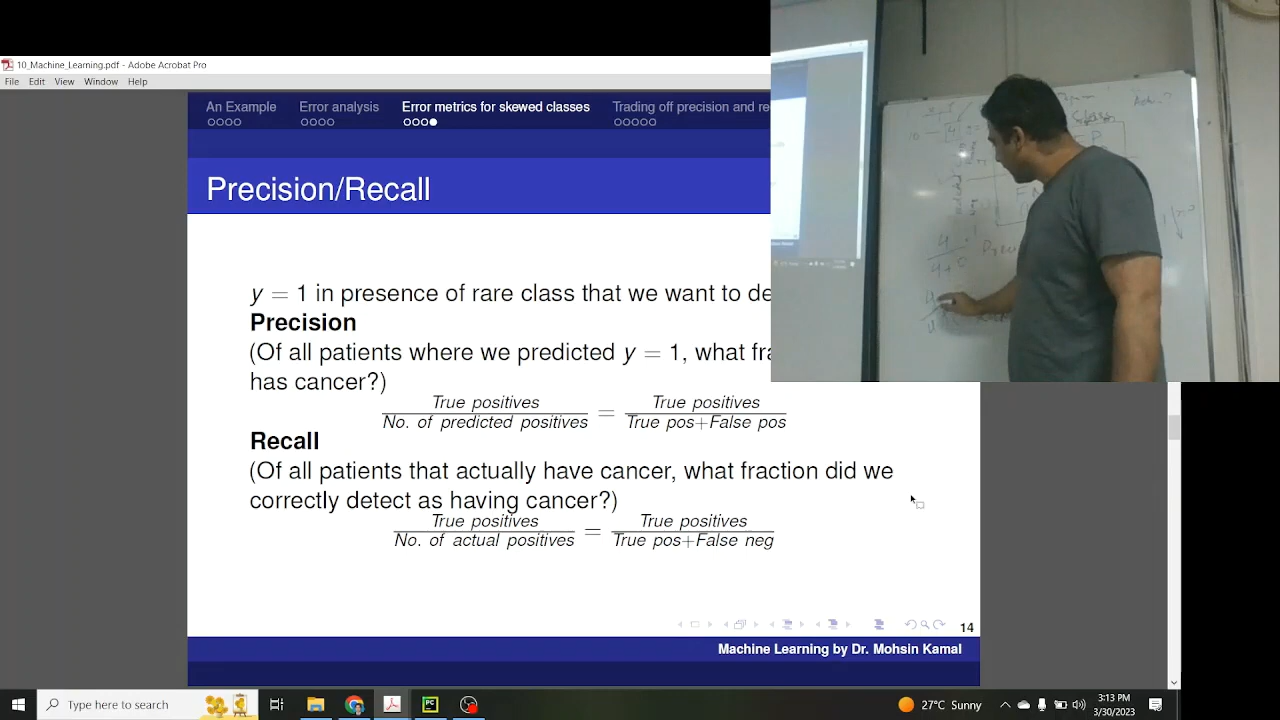 10_Machine_Learning.pdf - Adobe Acrobat Pro
File Edit View Window Help
An Example Error analysis Error metrics for skewed classes Trading off precision and re
Precision/Recall
y = 1 in presence of rare class that we want to de
Precision
(Of all patients where we predicted y = 1, what fra
has cancer?)
True positives / No. of predicted positives = True positives / True pos+False pos
Recall
(Of all patients that actually have cancer, what fraction did we
correctly detect as having cancer?)
True positives / No. of actual positives = True positives / True pos+False neg
14
Machine Learning by Dr. Mohsin Kamal
Type here to search
27°C Sunny
3:13 PM
3/30/2023